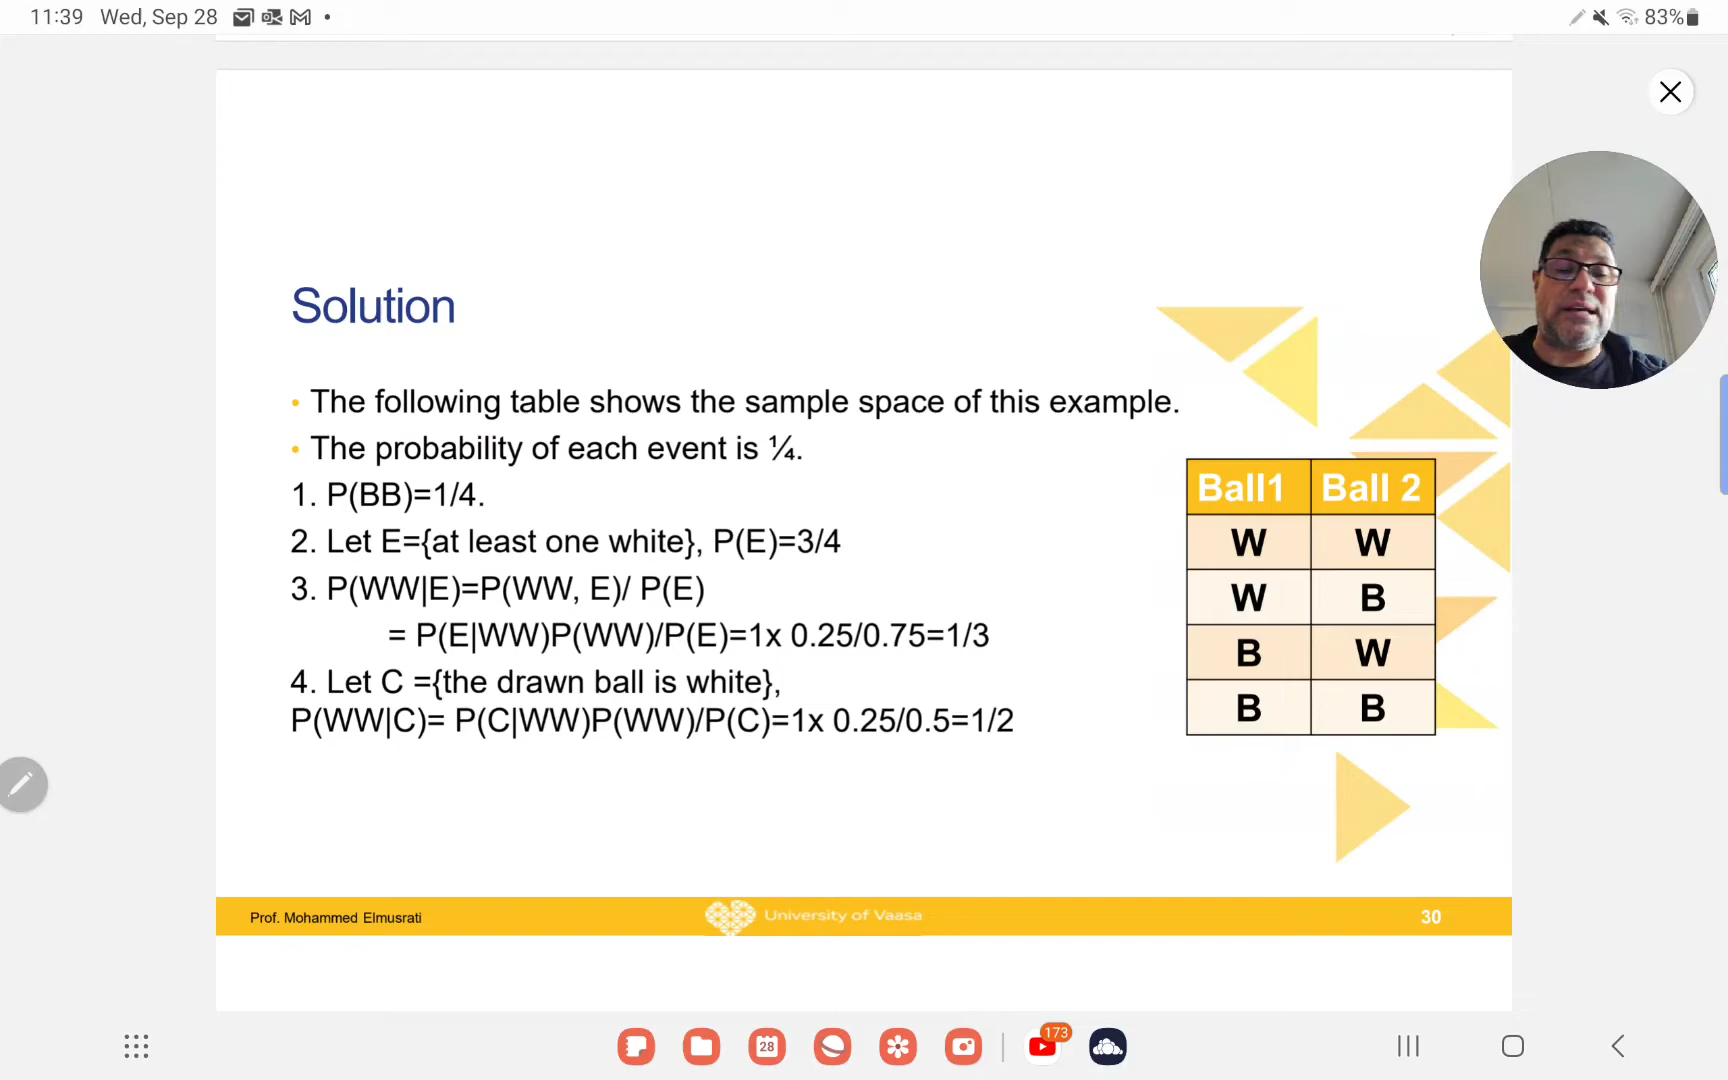 11:39 Wed, Sep 28
83%
Solution
• The following table shows the sample space of this example.
• The probability of each event is ¼.
1. P(BB)=1/4.
2. Let E={at least one white}, P(E)=3/4
3. P(WW|E)=P(WW, E)/ P(E)
= P(E|WW)P(WW)/P(E)=1x 0.25/0.75=1/3
4. Let C ={the drawn ball is white},
P(WW|C)= P(C|WW)P(WW)/P(C)=1x 0.25/0.5=1/2
Ball1 Ball 2
W W
W B
B W
B B
Prof. Mohammed Elmusrati
University of Vaasa
30
28
173